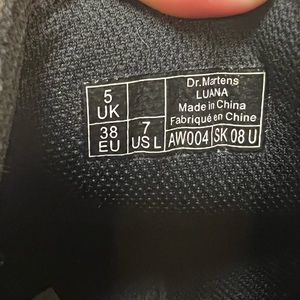 5
UK
38
EU
7
US L
Dr.Martens
LUANA
Made in China
Fabriqué en Chine
AW004
SK 08 U